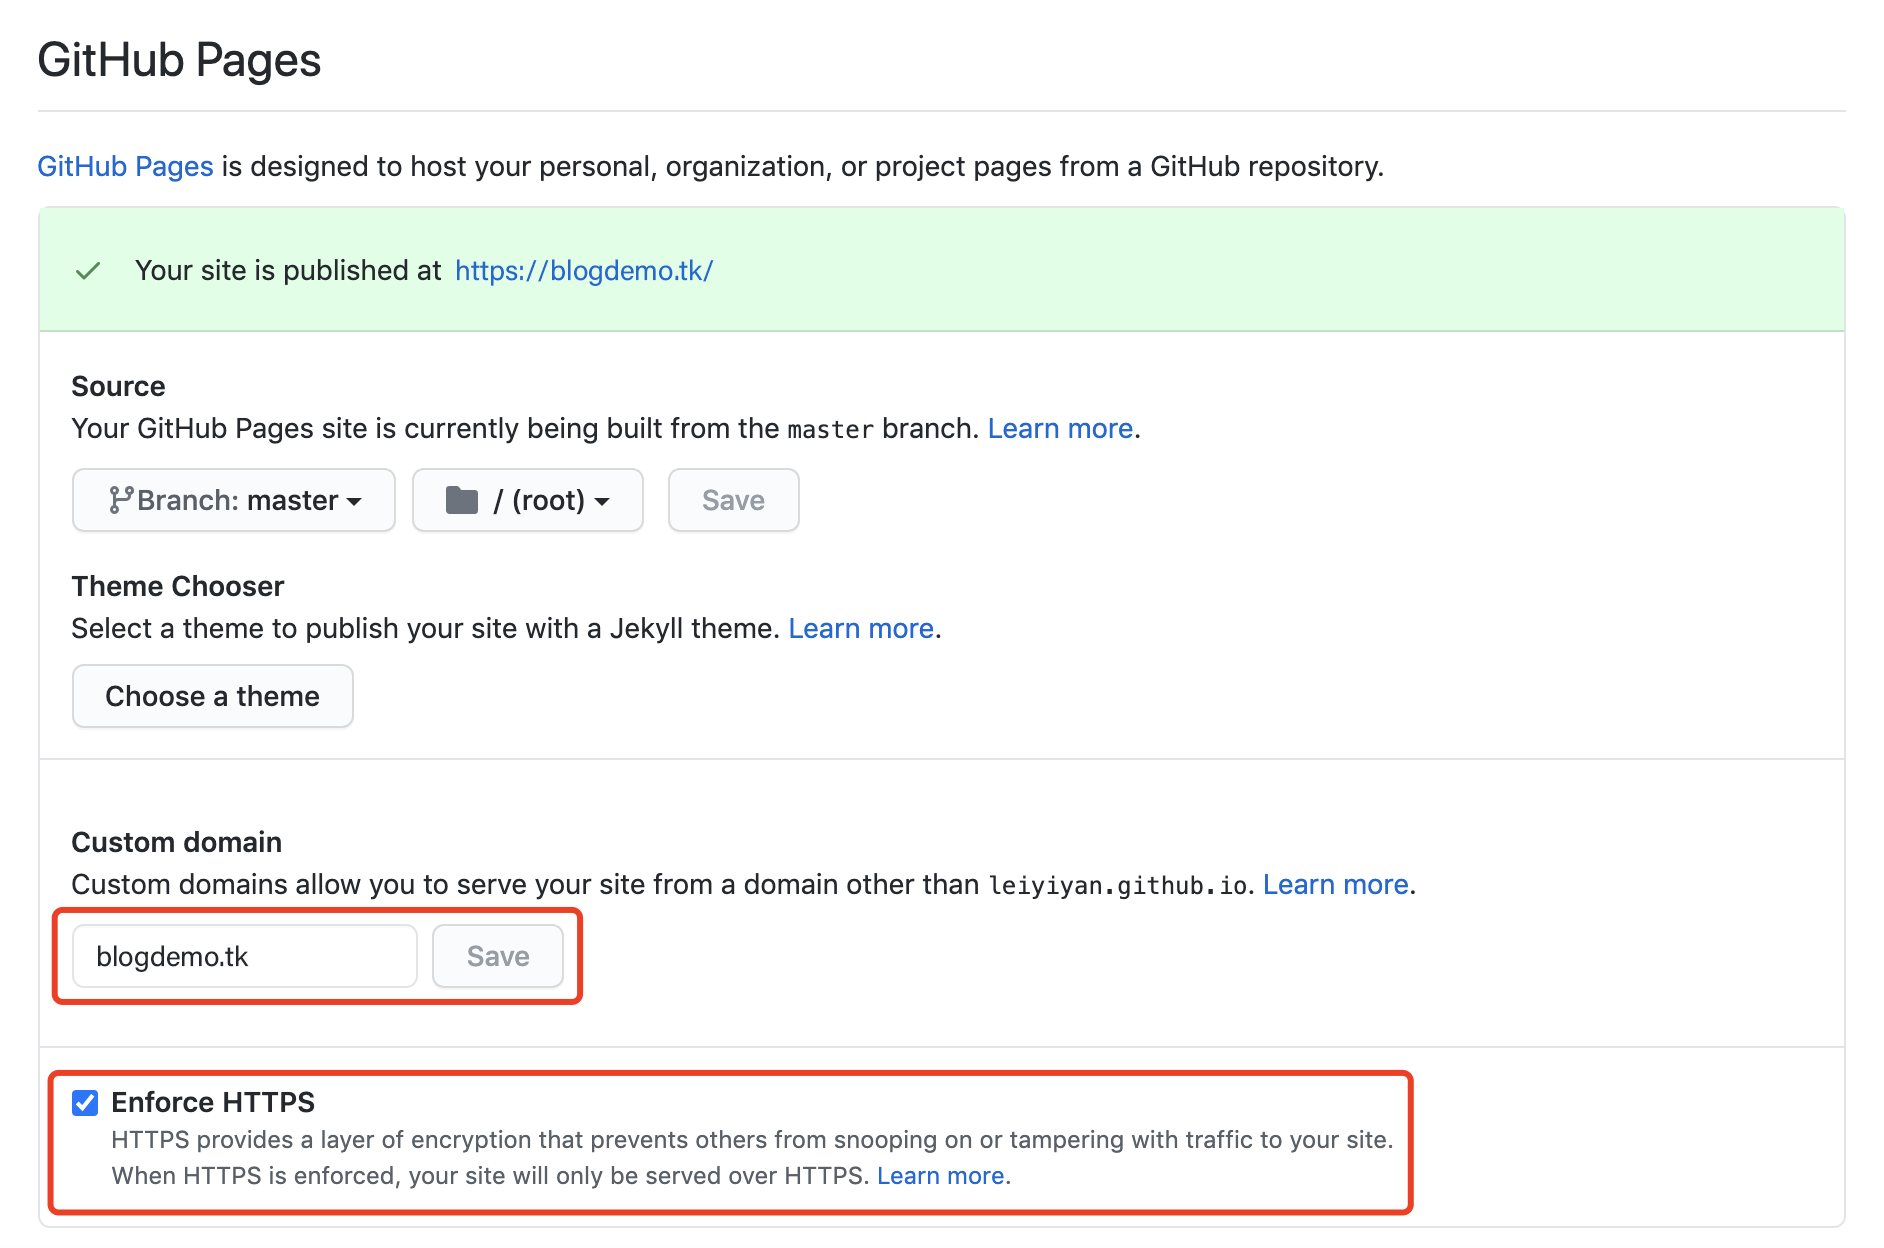 GitHub Pages
GitHub Pages is designed to host your personal, organization, or project pages from a GitHub repository.
Your site is published at https://blogdemo.tk/
Source
Your GitHub Pages site is currently being built from the master branch. Learn more.
Branch: master / (root) Save
Theme Chooser
Select a theme to publish your site with a Jekyll theme. Learn more.
Choose a theme
Custom domain
Custom domains allow you to serve your site from a domain other than leiyiyan.github.io. Learn more.
blogdemo.tk Save
Enforce HTTPS
HTTPS provides a layer of encryption that prevents others from snooping on or tampering with traffic to your site.
When HTTPS is enforced, your site will only be served over HTTPS. Learn more.